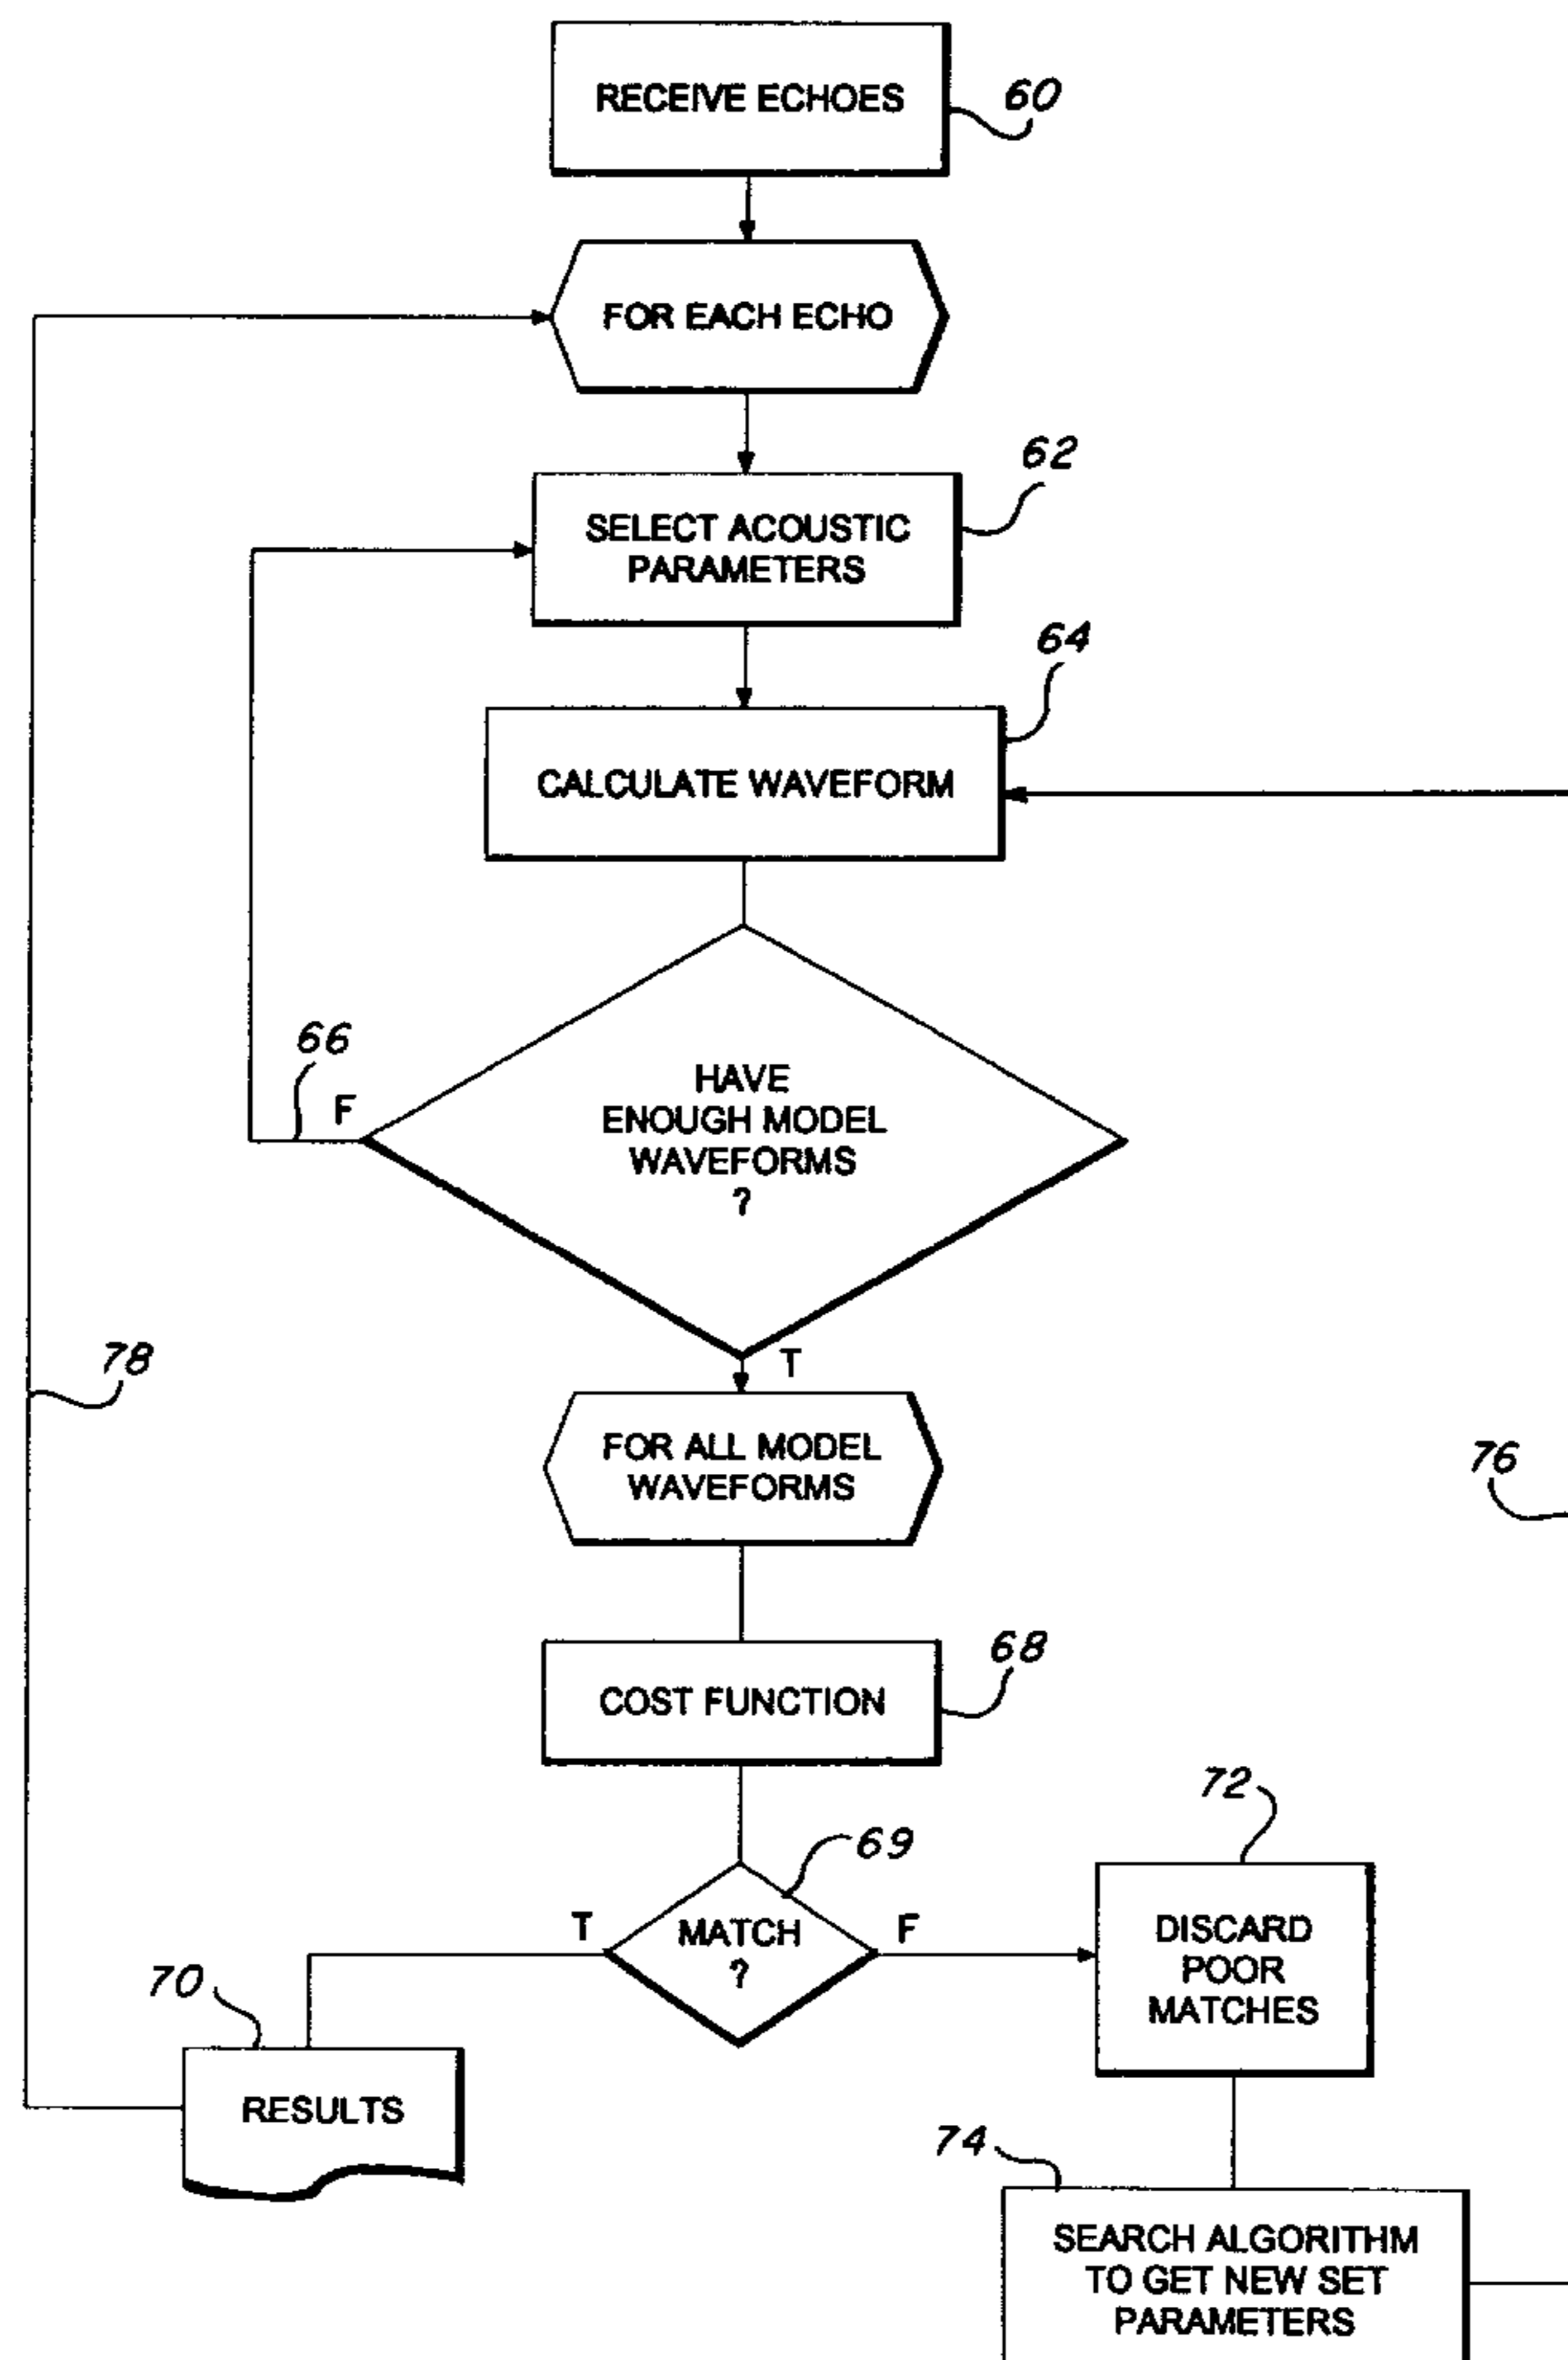 RECEIVE ECHOES
60
FOR EACH ECHO
62
SELECT ACOUSTIC
PARAMETERS
64
CALCULATE WAVEFORM
66
F
HAVE
ENOUGH MODEL
WAVEFORMS
?
T
78
FOR ALL MODEL
WAVEFORMS
76
68
COST FUNCTION
72
69
T
MATCH
?
F
DISCARD
POOR
MATCHES
70
RESULTS
74
SEARCH ALGORITHM
TO GET NEW SET
PARAMETERS